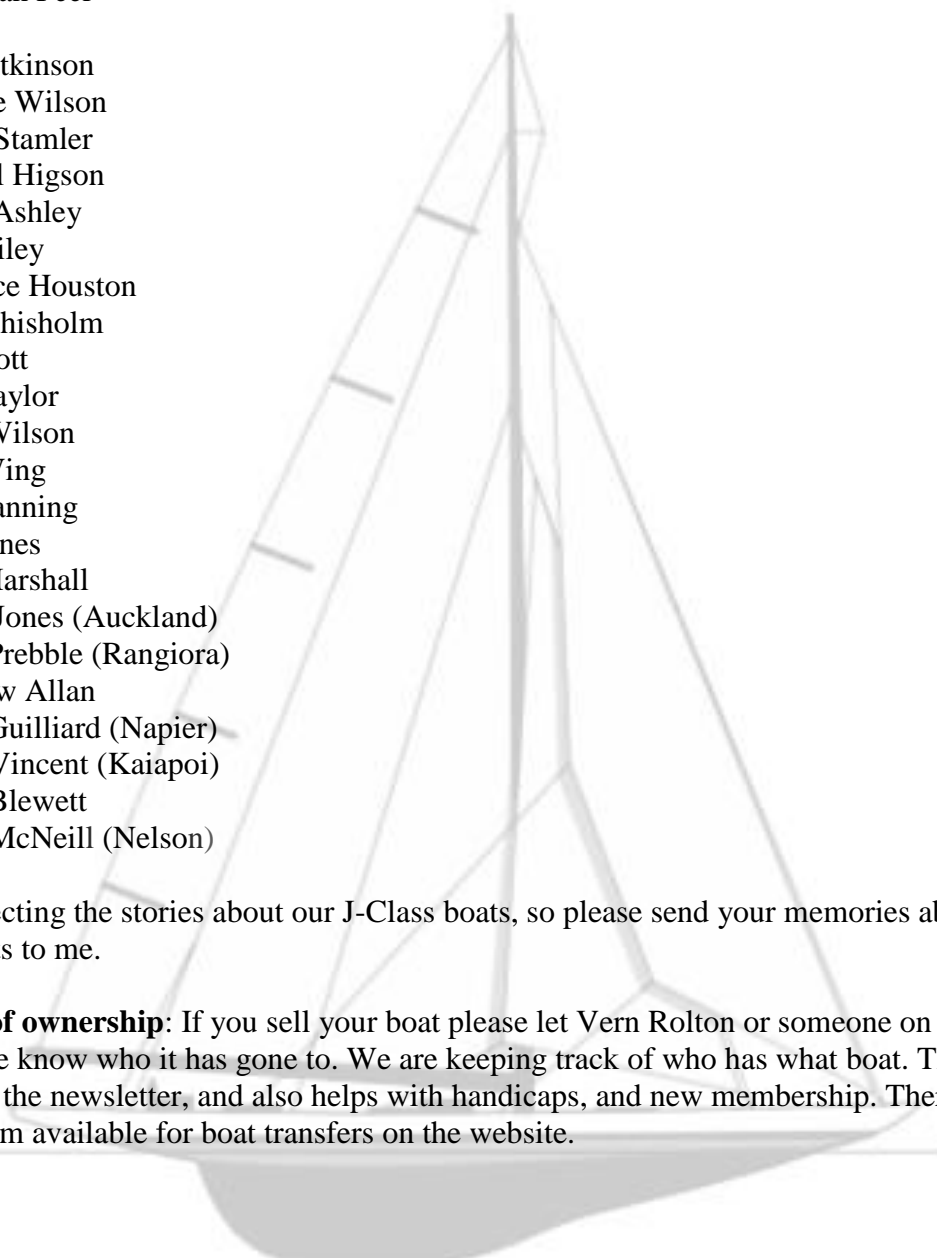 tkinson
e Wilson
Stamler
l Higson
Ashley
iley
ce Houston
hisholm
ott
aylor
Wilson
Wing
anning
nes
Marshall
Jones (Auckland)
Prebble (Rangiora)
w Allan
Guilliard (Napier)
Vincent (Kaiapoi)
Blewett
McNeill (Nelson)
ecting the stories about our J-Class boats, so please send your memories ab
ts to me.
of ownership: If you sell your boat please let Vern Rolton or someone on
e know who it has gone to. We are keeping track of who has what boat. T
the newsletter, and also helps with handicaps, and new membership. Ther
m available for boat transfers on the website.